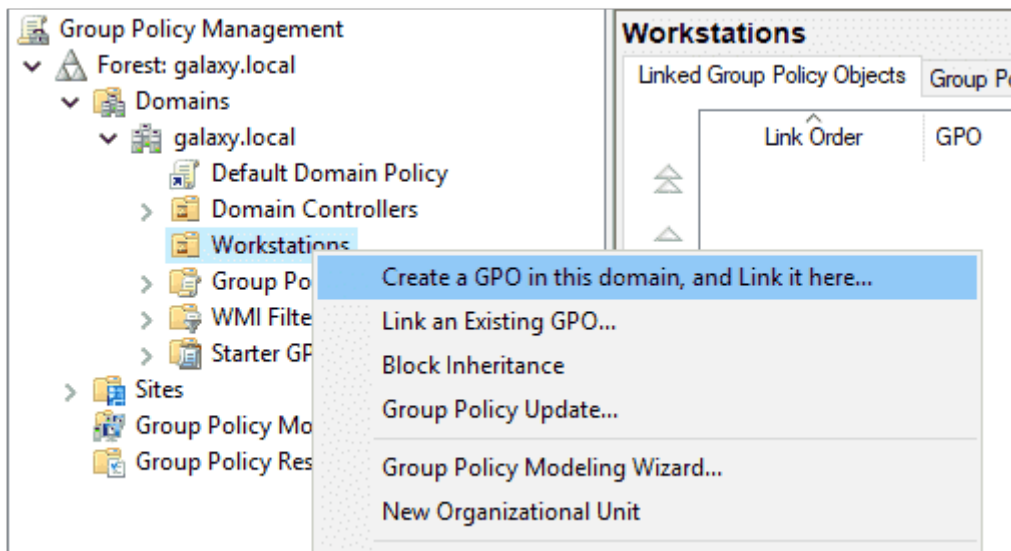 Group Policy Management
Forest: galaxy.local
Domains
galaxy.local
Default Domain Policy
Domain Controllers
Workstations
Group Po
WMI Filte
Starter GP
Sites
Group Policy Mo
Group Policy Res
Workstations
Linked Group Policy Objects
Group Po
Link Order
GPO
Create a GPO in this domain, and Link it here...
Link an Existing GPO...
Block Inheritance
Group Policy Update...
Group Policy Modeling Wizard...
New Organizational Unit